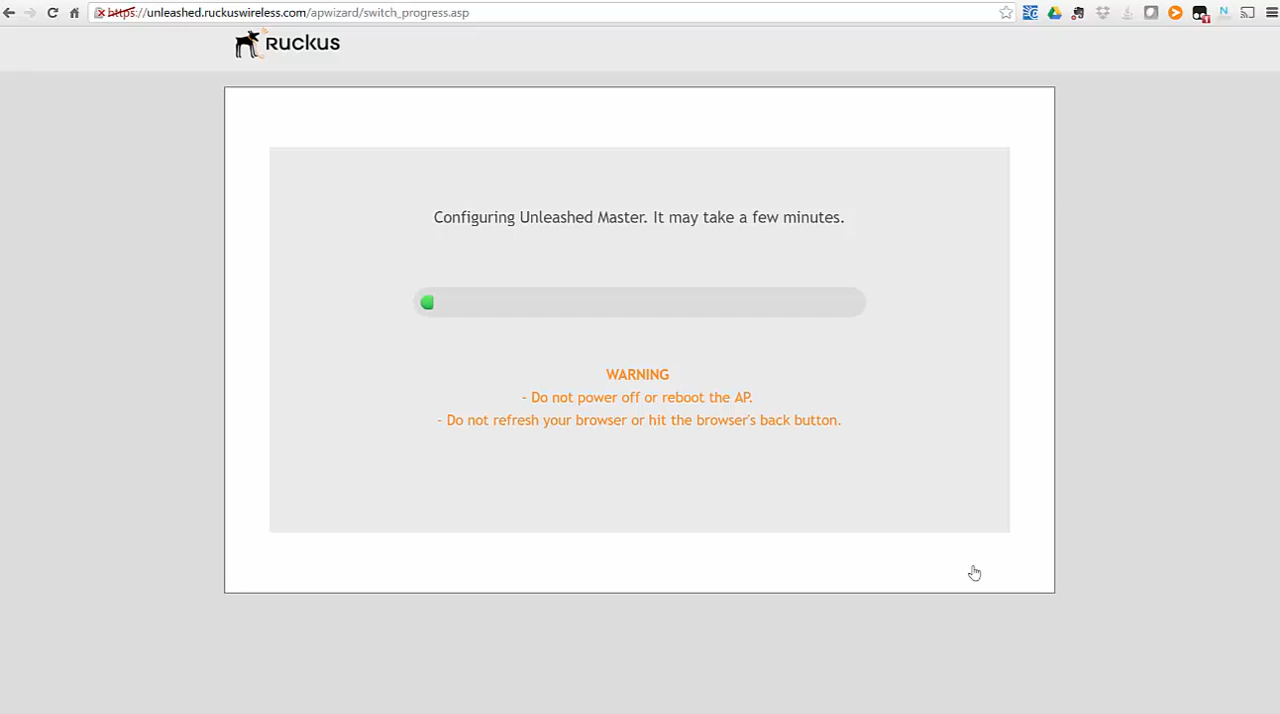 https://unleashed.ruckuswireless.com/apwizard/switch_progress.asp
Ruckus
Configuring Unleashed Master. It may take a few minutes.
WARNING
- Do not power off or reboot the AP.
- Do not refresh your browser or hit the browser's back button.